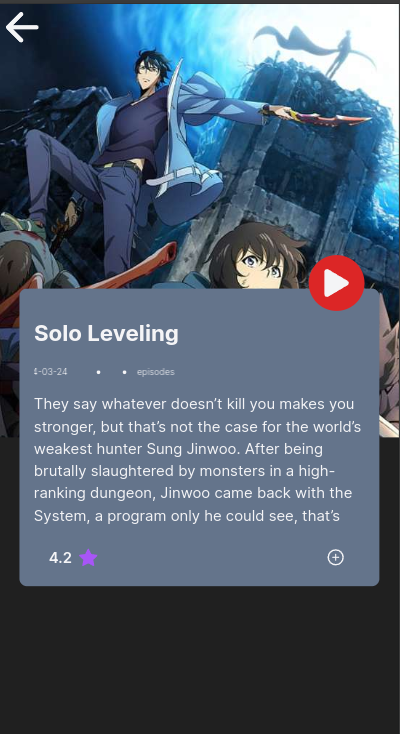 Solo Leveling
4-03-24 • • episodes
They say whatever doesn't kill you makes you
stronger, but that's not the case for the world's
weakest hunter Sung Jinwoo. After being
brutally slaughtered by monsters in a high-
ranking dungeon, Jinwoo came back with the
System, a program only he could see, that's
4.2